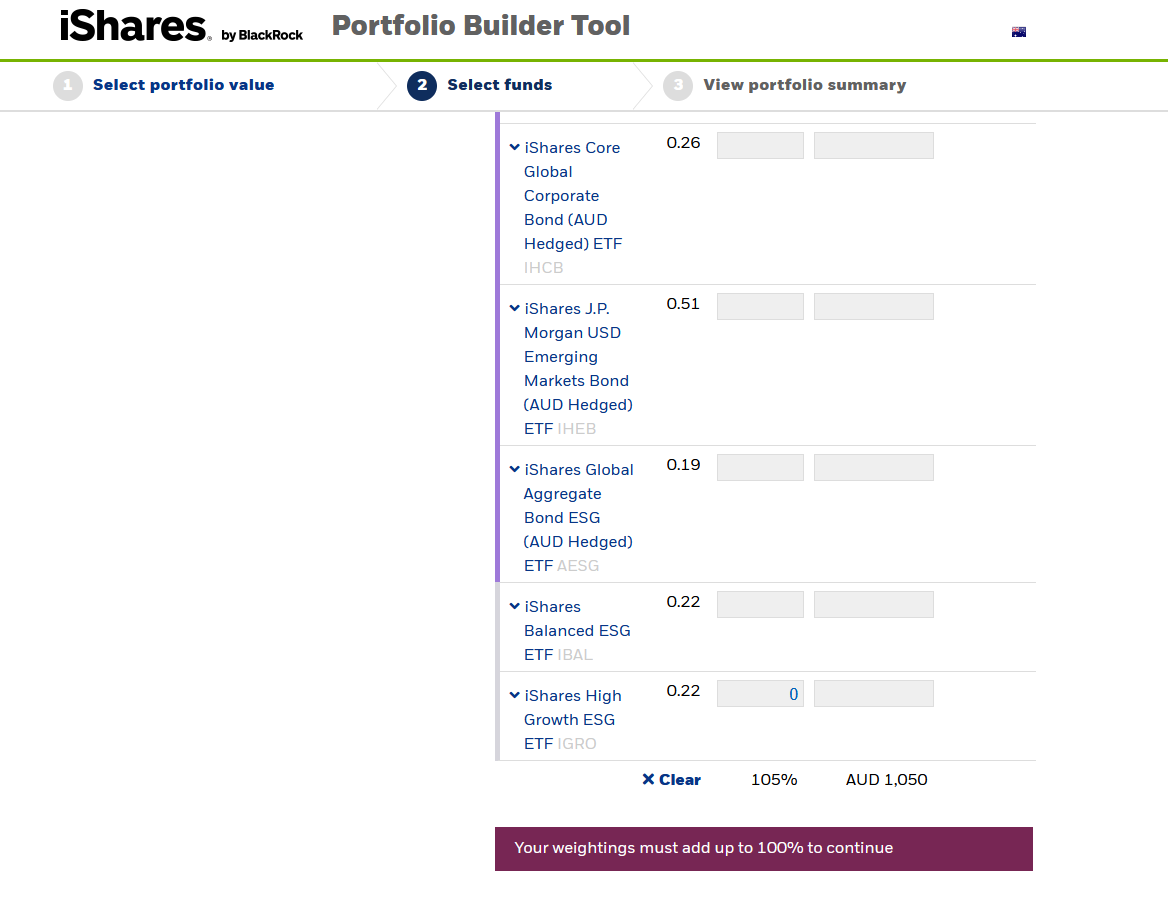 iShares. by BlackRock Portfolio Builder Tool
1 Select portfolio value 2 Select funds 3 View portfolio summary
iShares Core 0.26
Global
Corporate
Bond (AUD
Hedged) ETF
IHCB
iShares J.P. 0.51
Morgan USD
Emerging
Markets Bond
(AUD Hedged)
ETF IHEB
iShares Global 0.19
Aggregate
Bond ESG
(AUD Hedged)
ETF AESG
iShares 0.22
Balanced ESG
ETF IBAL
iShares High 0.22 0
Growth ESG
ETF IGRO
Clear 105% AUD 1,050
Your weightings must add up to 100% to continue